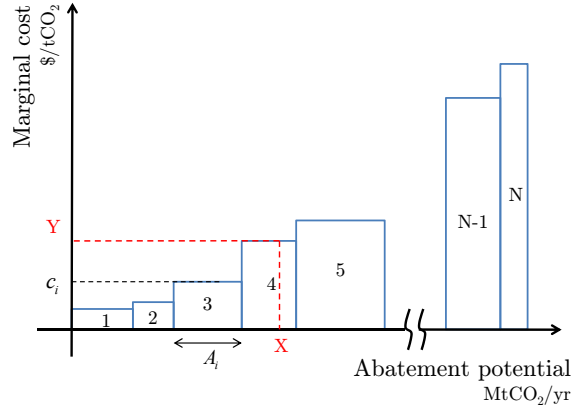 Marginal cost
$/tCO₂
Y
cᵢ
1
2
3
4
5
N-1
N
Aᵢ
X
Abatement potential
MtCO₂/yr